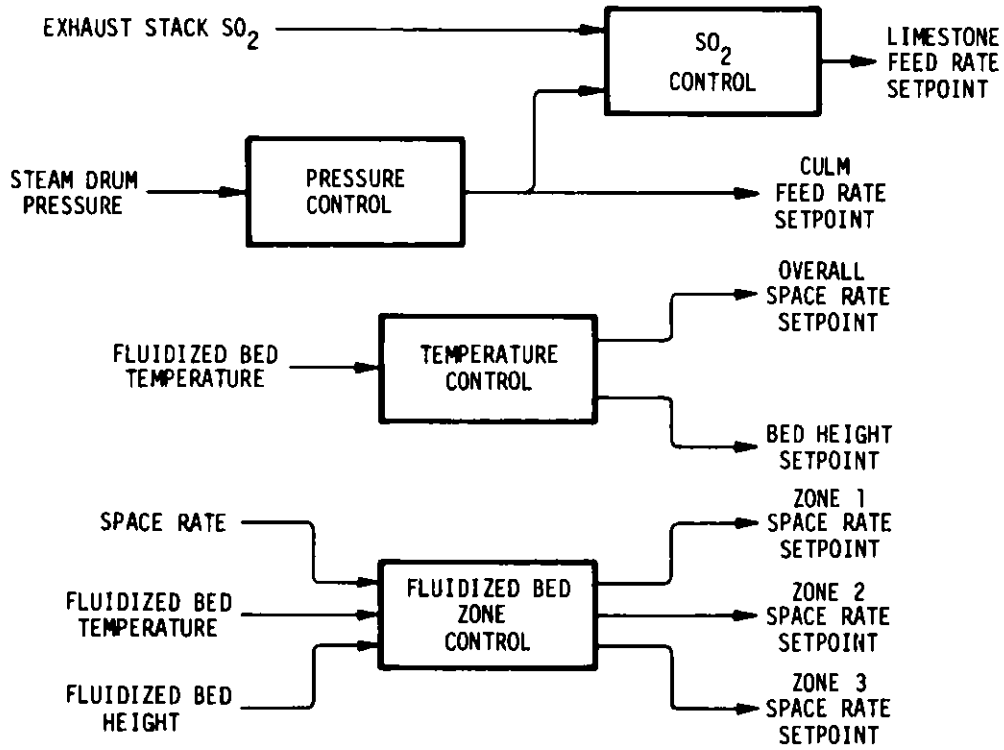 EXHAUST STACK SO2
SO2
CONTROL
LIMESTONE
FEED RATE
SETPOINT
STEAM DRUM
PRESSURE
PRESSURE
CONTROL
CULM
FEED RATE
SETPOINT
FLUIDIZED BED
TEMPERATURE
TEMPERATURE
CONTROL
OVERALL
SPACE RATE
SETPOINT
BED HEIGHT
SETPOINT
SPACE RATE
FLUIDIZED BED
TEMPERATURE
FLUIDIZED BED
HEIGHT
FLUIDIZED BED
ZONE
CONTROL
ZONE 1
SPACE RATE
SETPOINT
ZONE 2
SPACE RATE
SETPOINT
ZONE 3
SPACE RATE
SETPOINT